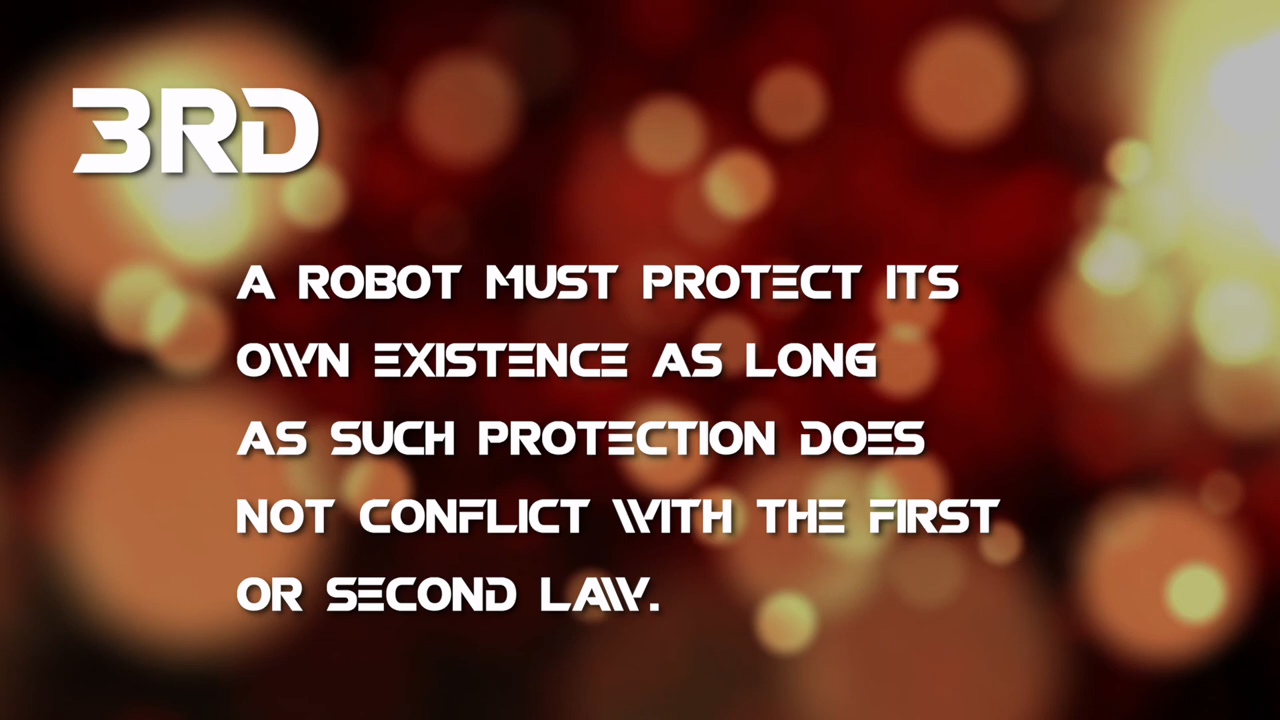 3RD
A ROBOT MUST PROTECT ITS
OWN EXISTENCE AS LONG
AS SUCH PROTECTION DOES
NOT CONFLICT WITH THE FIRST
OR SECOND LAW.